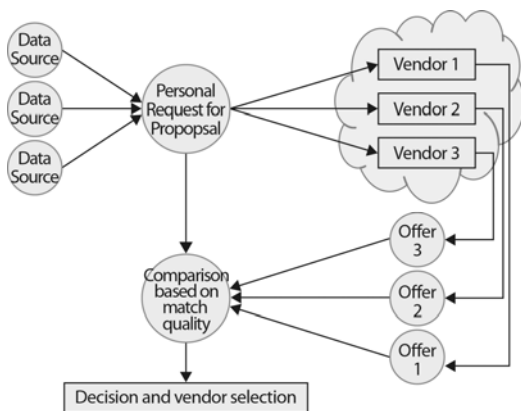 Data
Source
Data
Source
Data
Source
Personal
Request for
Propopsal
Vendor 1
Vendor 2
Vendor 3
Offer
3
Offer
2
Offer
1
Comparison
based on
match
quality
Decision and vendor selection